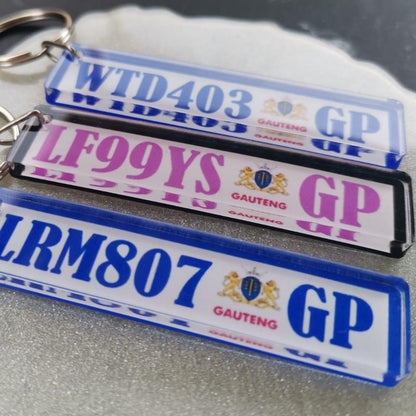 WTD403 GAUTENG GP
LF99YS GAUTENG GP
LRM807 GAUTENG GP